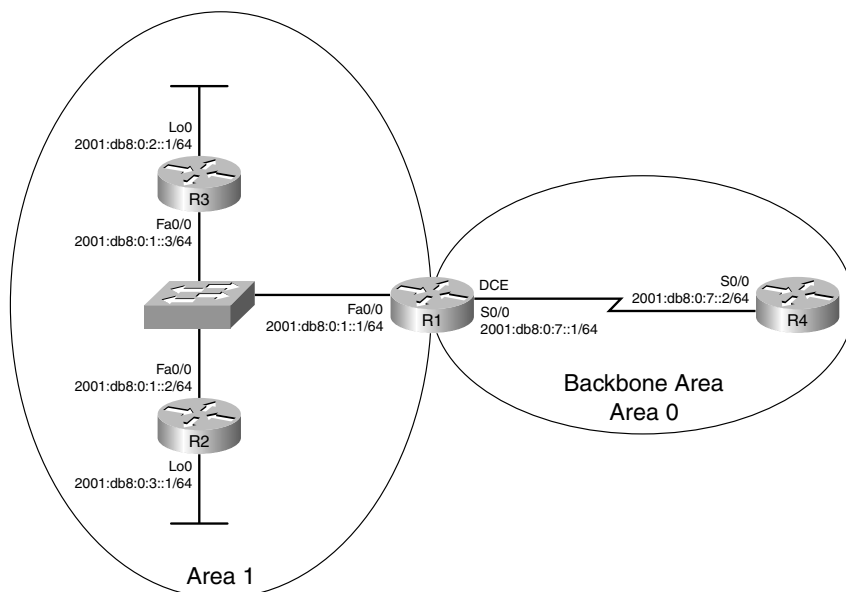 Lo0
2001:db8:0:2::1/64
R3
Fa0/0
2001:db8:0:1::3/64
Fa0/0
2001:db8:0:1::1/64
R1
DCE
S0/0
2001:db8:0:7::1/64
S0/0
2001:db8:0:7::2/64
R4
Fa0/0
2001:db8:0:1::2/64
R2
Lo0
2001:db8:0:3::1/64
Backbone Area
Area 0
Area 1